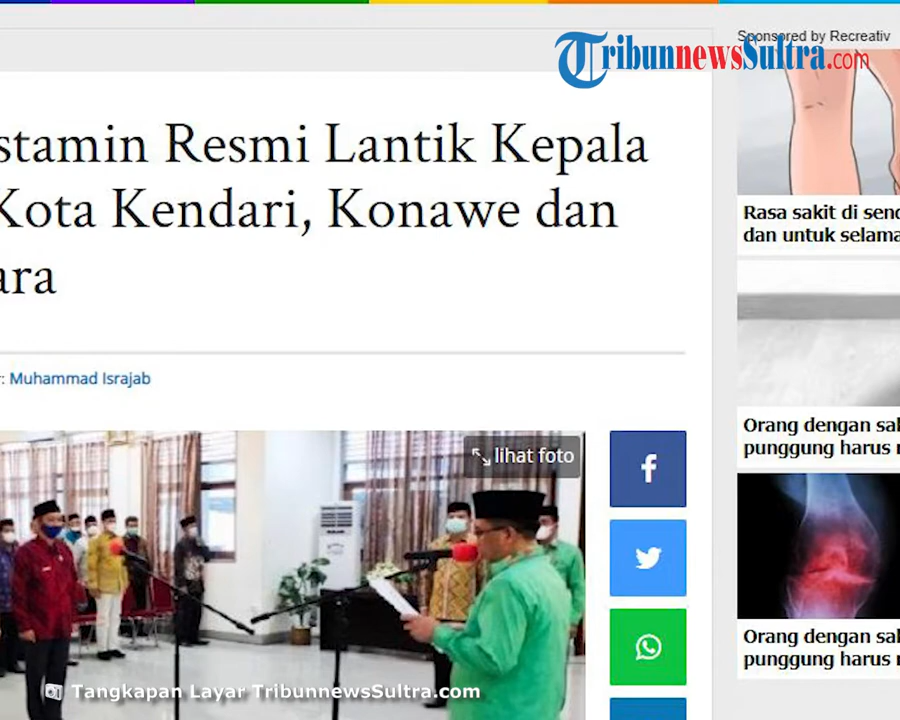 Sponsored by Recreativ
TribunnewsSultra.com
stamin Resmi Lantik Kepala
Kota Kendari, Konawe dan
ara
r: Muhammad Israjab
lihat foto
Tangkapan Layar TribunnewsSultra.com
Rasa sakit di send
dan untuk selama
Orang dengan sak
punggung harus
Orang dengan sak
punggung harus